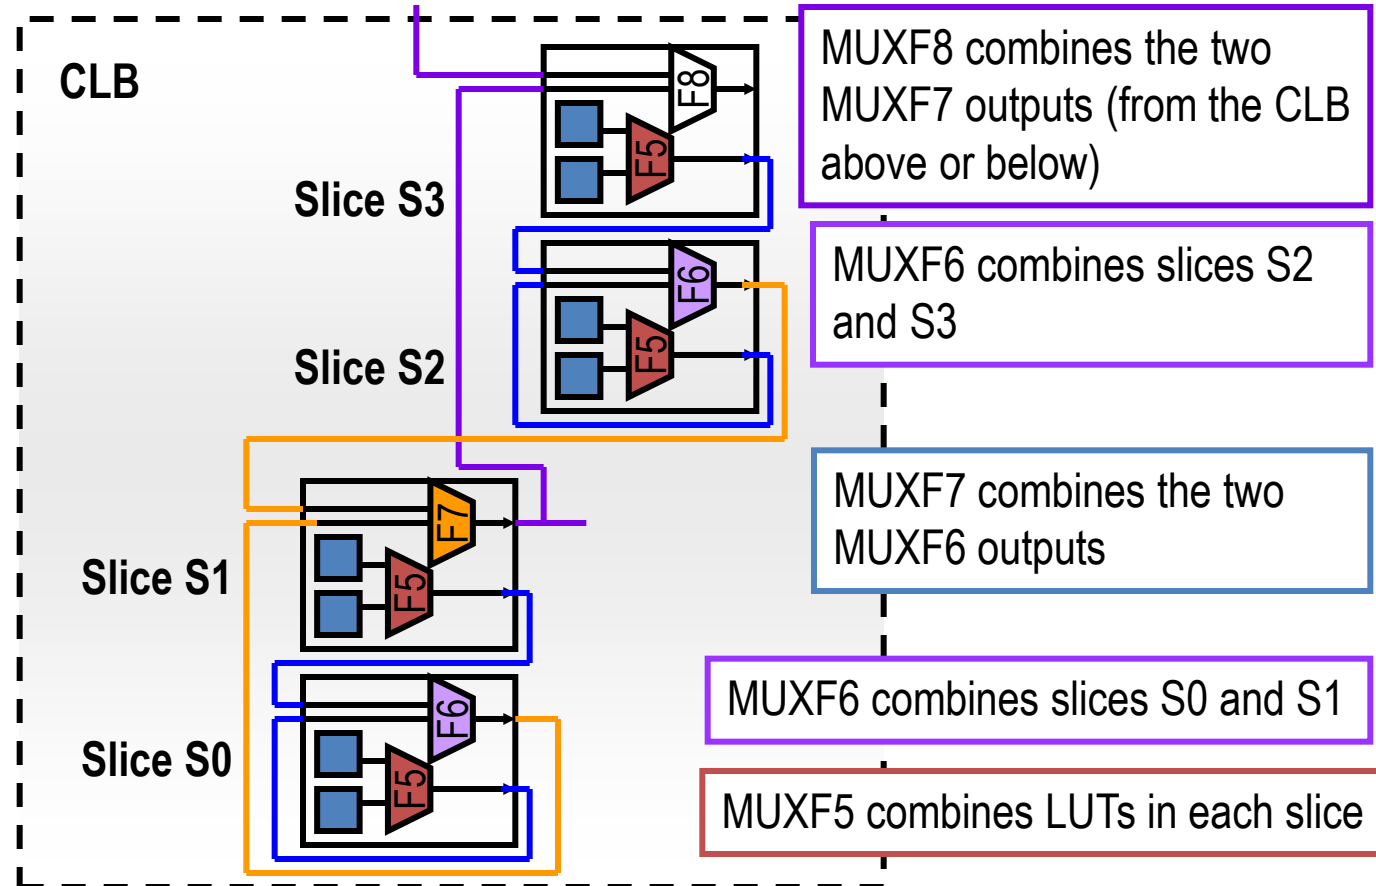 CLB
MUXF8 combines the two
MUXF7 outputs (from the CLB
above or below)
F8
F5
Slice S3
MUXF6 combines slices S2
and S3
F6
F5
Slice S2
MUXF7 combines the two
MUXF6 outputs
F7
F5
Slice S1
MUXF6 combines slices S0 and S1
F6
F5
Slice S0
MUXF5 combines LUTs in each slice